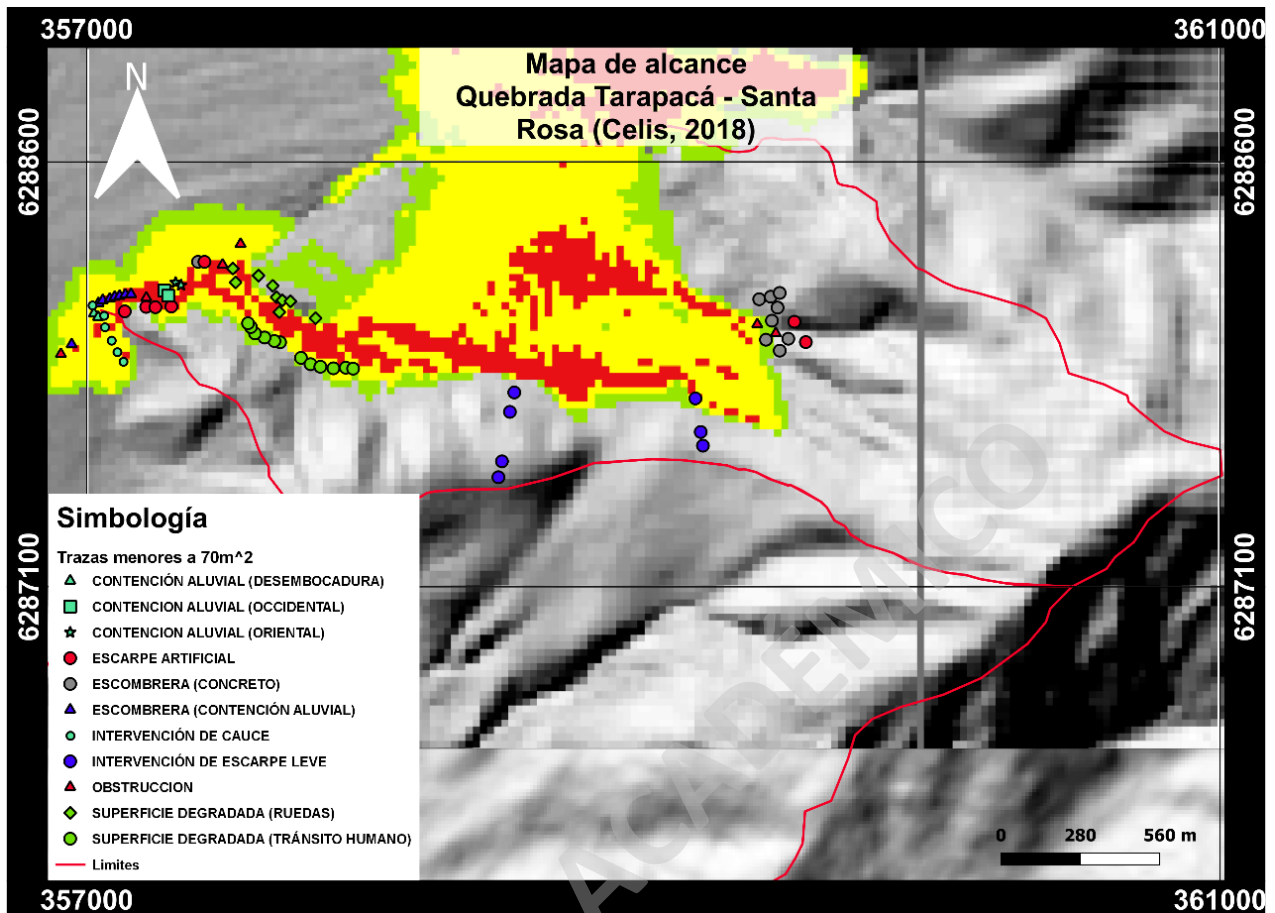 357000
361000
Mapa de alcance
Quebrada Tarapacá - Santa
Rosa (Celis, 2018)
N
6288600
6288600
6287100
6287100
Simbología
Trazas menores a 70m^2
CONTENCIÓN ALUVIAL (DESEMBOCADURA)
CONTENCION ALUVIAL (OCCIDENTAL)
CONTENCION ALUVIAL (ORIENTAL)
ESCARPE ARTIFICIAL
ESCOMBRERA (CONCRETO)
ESCOMBRERA (CONTENCIÓN ALUVIAL)
INTERVENCIÓN DE CAUCE
INTERVENCIÓN DE ESCARPE LEVE
OBSTRUCCION
SUPERFICIE DEGRADADA (RUEDAS)
SUPERFICIE DEGRADADA (TRÁNSITO HUMANO)
Limites
0 280 560 m
ACADÉMICO
357000
361000